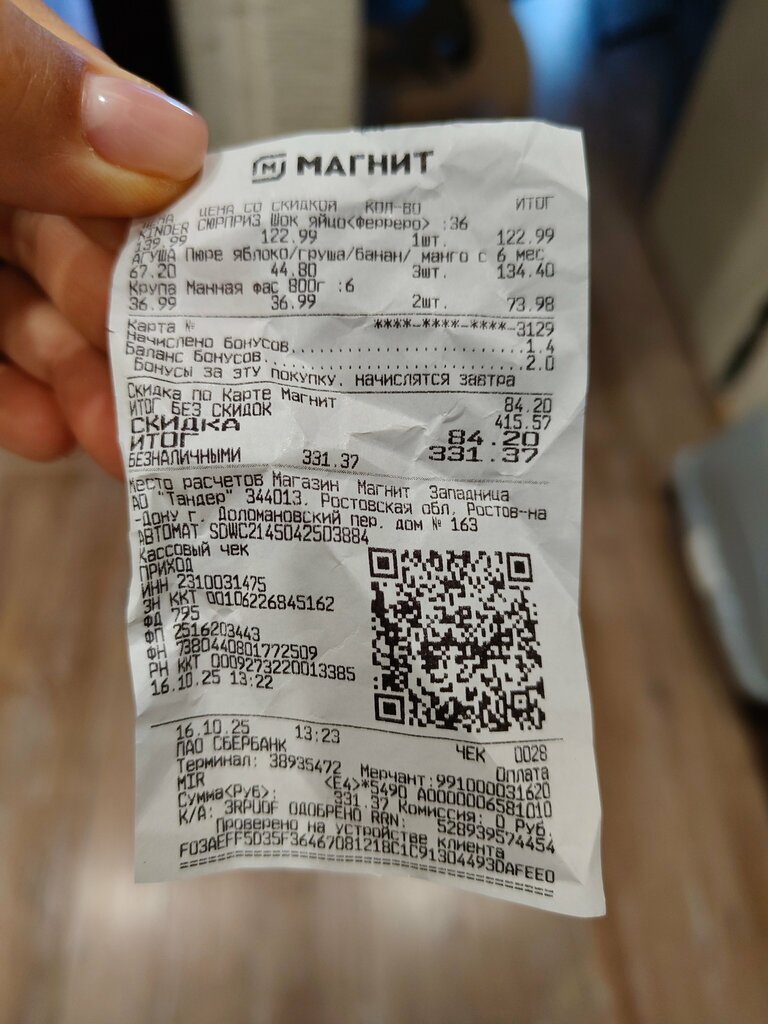 МАГНИТ
ЦЕНА ЦЕНА СО СКИДКОЙ КОЛ-ВО ИТОГ
KINDER СЮРПРИЗ Шок яйцо<Ферреро> :36
139.99 122.99 1шт. 122.99
АГУША Пюре яблоко/груша/банан/ манго с 6 мес
67.20 44.80 3шт. 134.40
Крупа Манная фас 800г :6
36.99 36.99 2шт. 73.98
Карта № ****-****-****-3129
Начислено бонусов..............................1.4
Баланс бонусов.................................2.0
Бонусы за эту покупку. начислятся завтра
Скидка по Карте Магнит 84.20
ИТОГ БЕЗ СКИДОК 415.57
СКИДКА 84.20
ИТОГ 331.37
БЕЗНАЛИЧНЫМИ 331.37
Место расчетов Магазин Магнит Западница
АО "Тандер" 344013, Ростовская обл, Ростов-на
-Дону г, Доломановский пер, дом № 163
АВТОМАТ SDWC2145042503884
Кассовый чек
ПРИХОД
ИНН 2310031475
ЗН ККТ 00106226845162
ФД 795
ФП 2516203443
ФН 7380440801772509
РН ККТ 0009273220013385
16.10.25 13:22
16.10.25 13:23 ЧЕК 0028
ПАО СБЕРБАНК Оплата
Терминал: 38935472 Мерчант:991000031620
MIR <E4>*5490 A0000006581010
Сумма<Руб>: 331.37 Комиссия: 0 Руб.
К/А: 3RPU0F ОДОБРЕНО RRN: 528939574454
Проверено на устройстве клиента
F03AEFF5D35F36467081218C1C91304493DAFEE0
==========================================